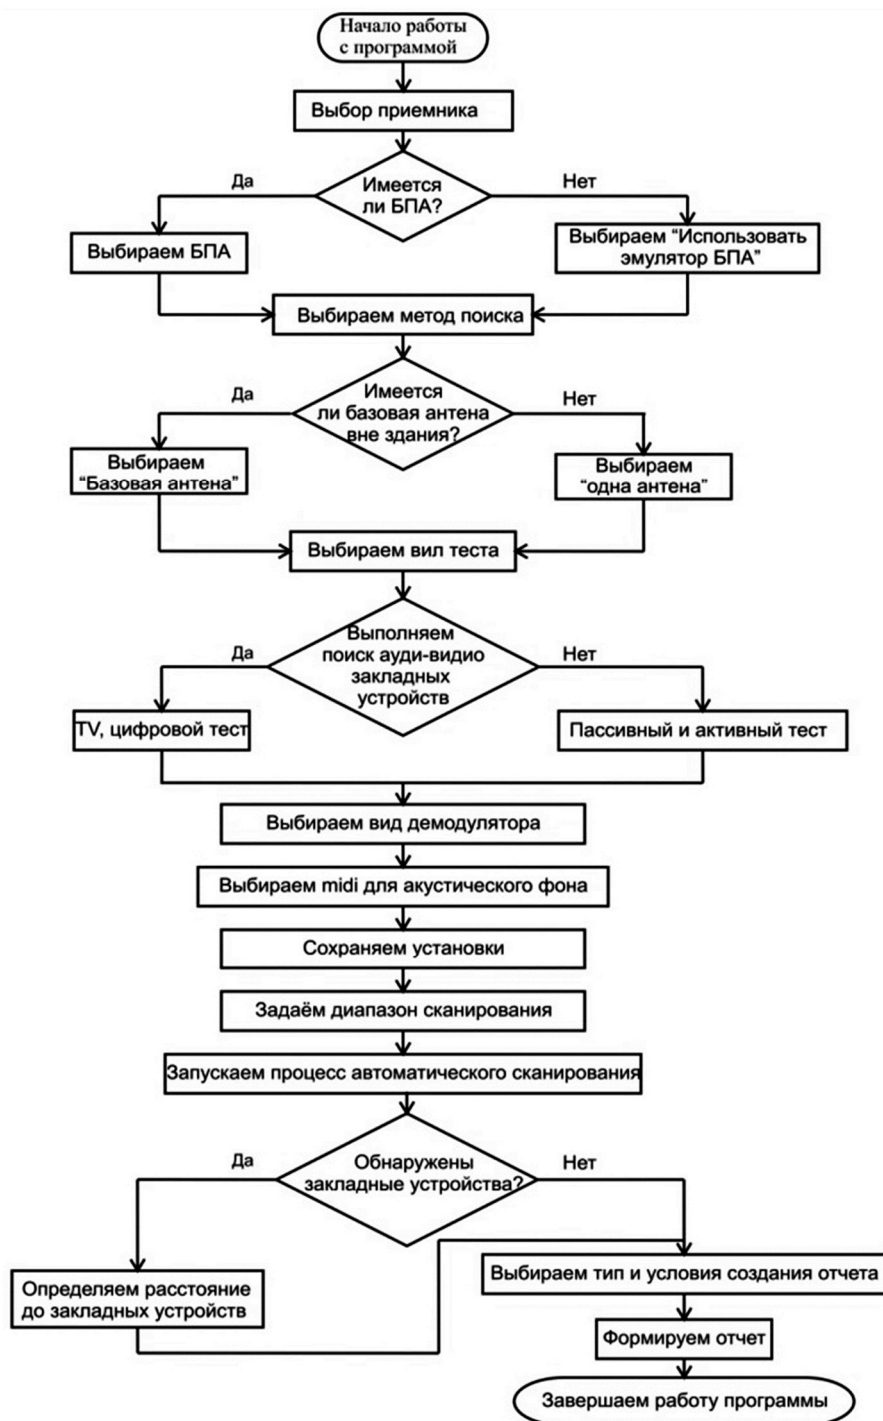 Начало работы
с программой
Выбор приемника
Имеется
ли БПА?
Да
Нет
Выбираем БПА
Выбираем “Использовать
эмулятор БПА”
Выбираем метод поиска
Имеется
ли базовая антена
вне здания?
Да
Нет
Выбираем
“Базовая антена”
Выбираем
“одна антена”
Выбираем вил теста
Выполняем
поиск ауди-видио
закладных
устройств
Да
Нет
TV, цифровой тест
Пассивный и активный тест
Выбираем вид демодулятора
Выбираем midi для акустического фона
Сохраняем установки
Задаём диапазон сканирования
Запускаем процесс автоматического сканирования
Обнаружены
закладные устройства?
Да
Нет
Определяем расстояние
до закладных устройств
Выбираем тип и условия создания отчета
Формируем отчет
Завершаем работу программы